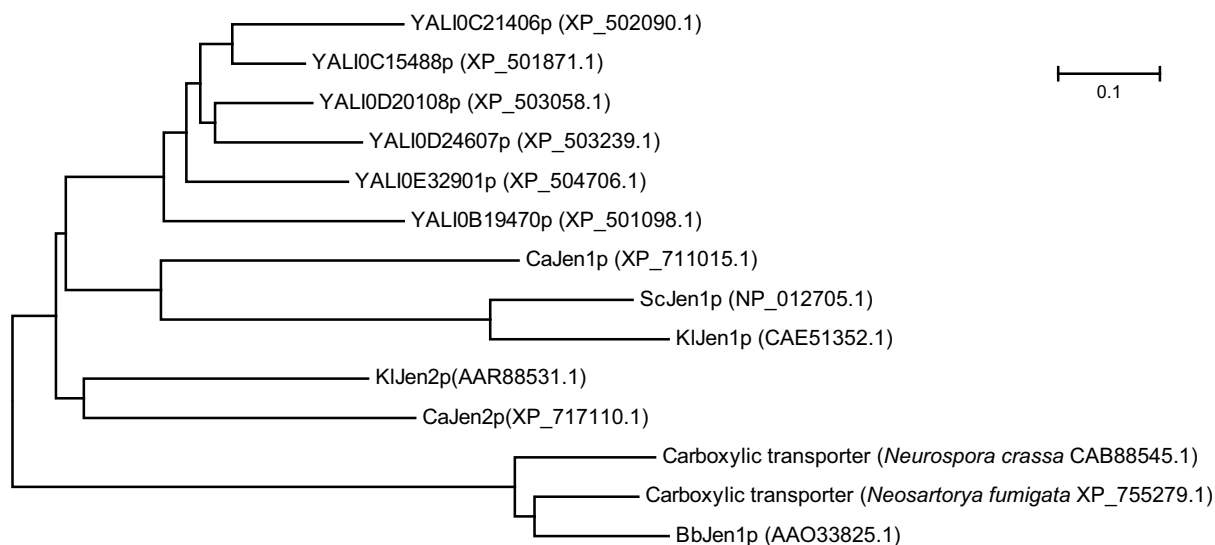 YALI0C21406p (XP_502090.1)
YALI0C15488p (XP_501871.1)
0.1
YALI0D20108p (XP_503058.1)
YALI0D24607p (XP_503239.1)
YALI0E32901p (XP_504706.1)
YALI0B19470p (XP_501098.1)
CaJen1p (XP_711015.1)
ScJen1p (NP_012705.1)
KlJen1p (CAE51352.1)
KlJen2p(AAR88531.1)
CaJen2p(XP_717110.1)
Carboxylic transporter (Neurospora crassa CAB88545.1)
Carboxylic transporter (Neosartorya fumigata XP_755279.1)
BbJen1p (AAO33825.1)